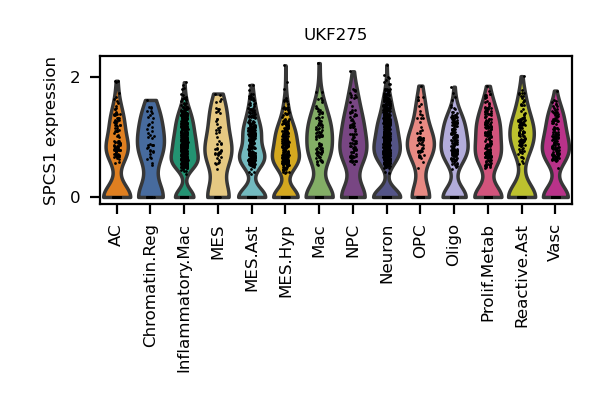 UKF275
SPCS1 expression
2
0
AC
Chromatin.Reg
Inflammatory.Mac
MES
MES.Ast
MES.Hyp
Mac
NPC
Neuron
OPC
Oligo
Prolif.Metab
Reactive.Ast
Vasc